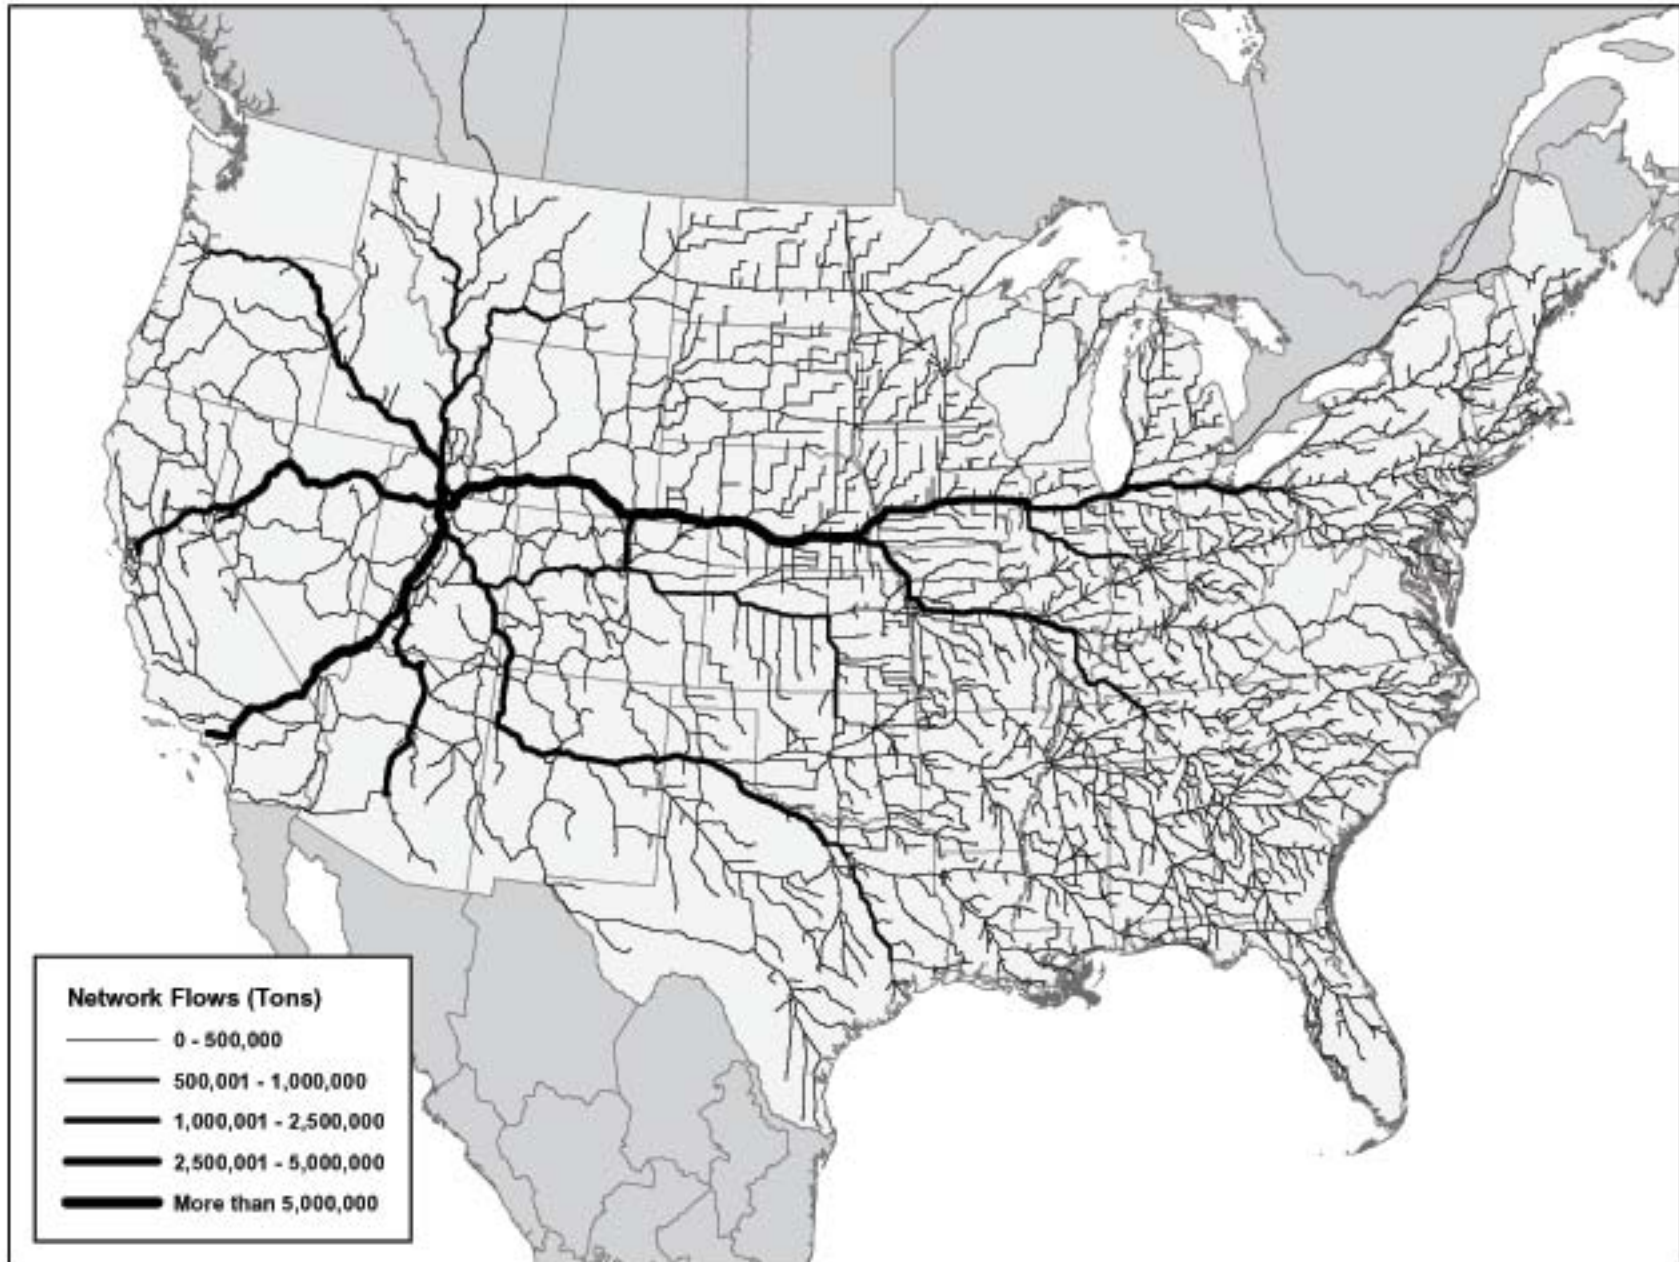 Network Flows (Tons)
0 - 500,000
500,001 - 1,000,000
1,000,001 - 2,500,000
2,500,001 - 5,000,000
More than 5,000,000